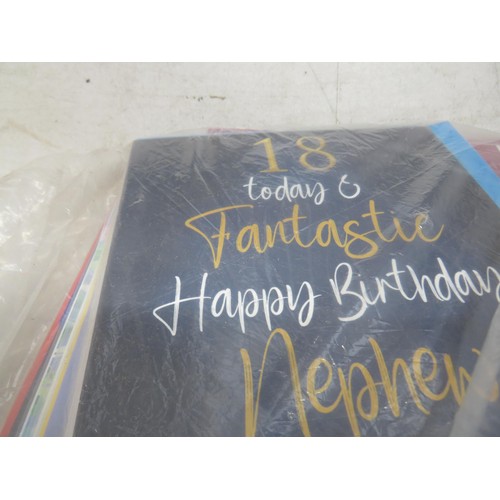 18
today &
Fantastic
Happy Birthday
Nephew